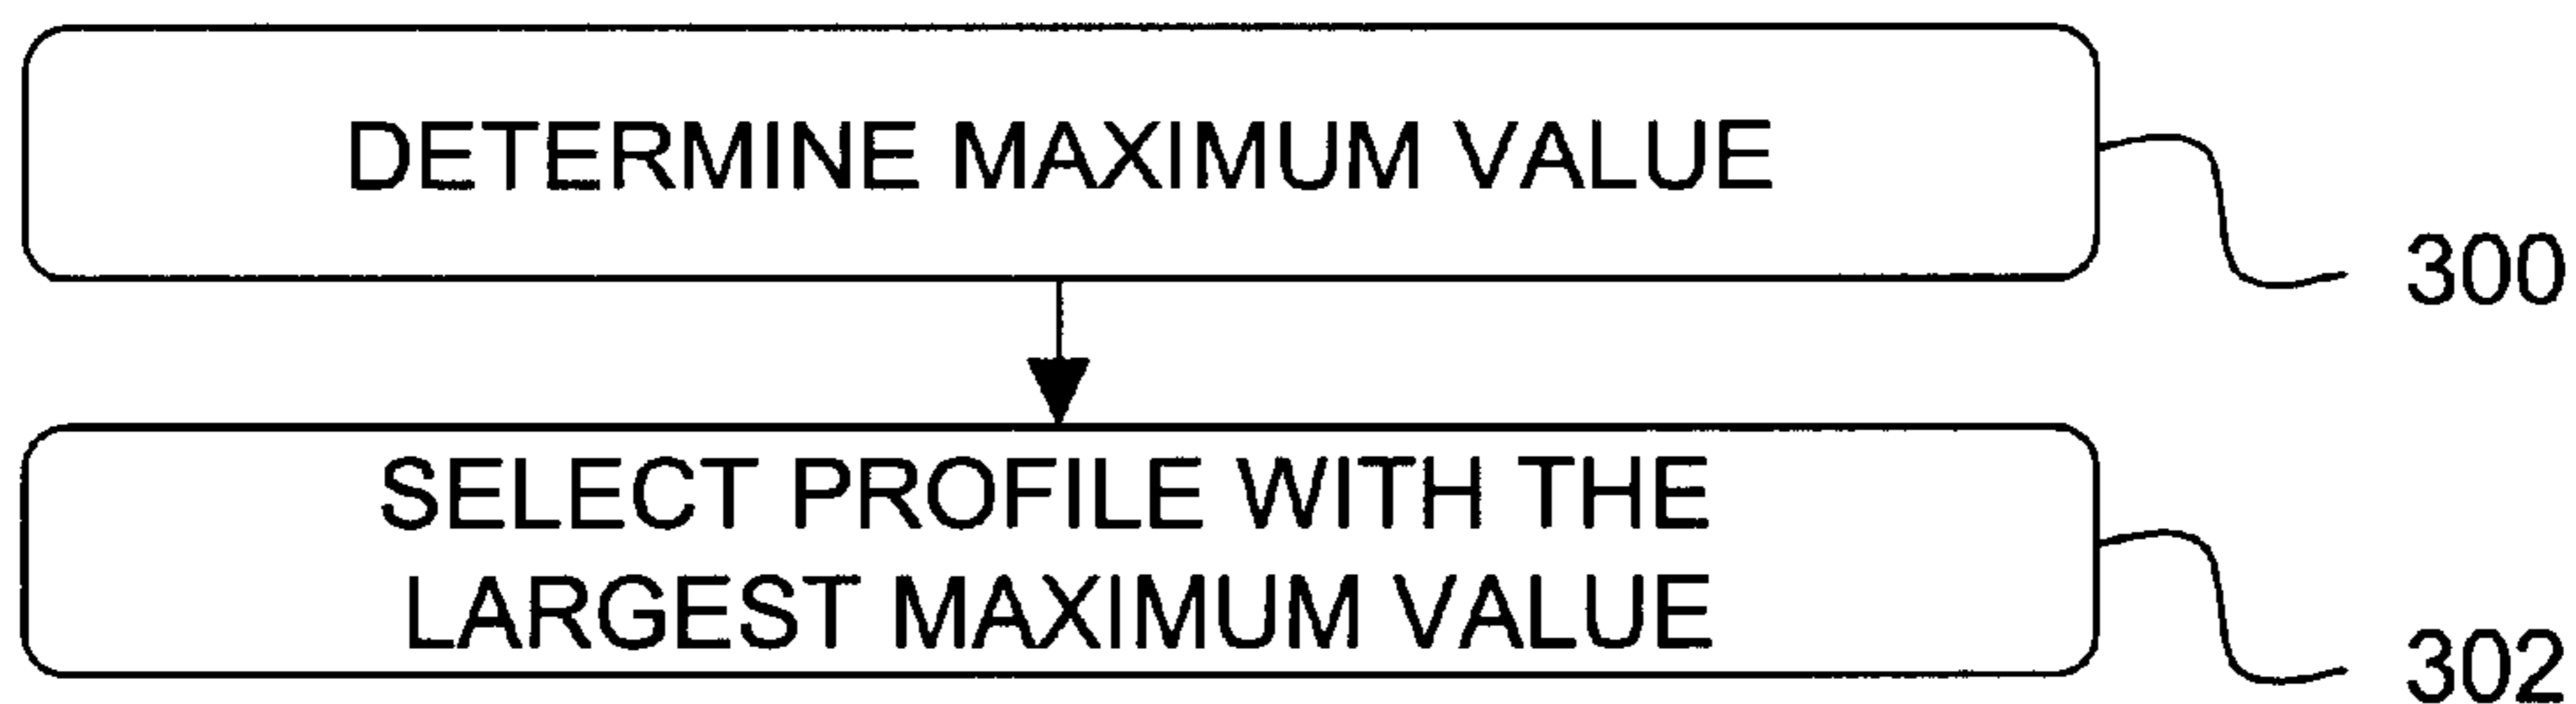 DETERMINE MAXIMUM VALUE
300
SELECT PROFILE WITH THE
LARGEST MAXIMUM VALUE
302